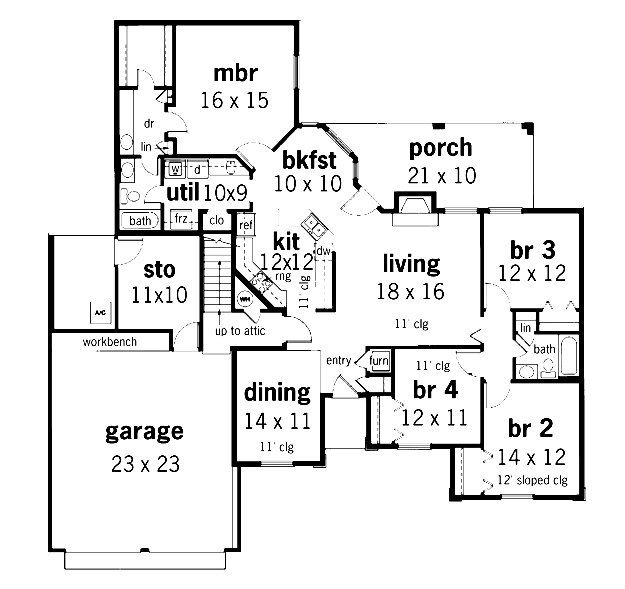 mbr
16 x 15
dr
lin
bkfst
10 x 10
porch
21 x 10
W
d
util 10x9
bath
frz
clo
ref
kit
12x12
rng
11' clg
dw
living
18 x 16
11' clg
br 3
12 x 12
sto
11x10
A/C
WH
workbench
up to attic
lin
bath
entry
furn
11' clg
br 4
12 x 11
dining
14 x 11
11' clg
garage
23 x 23
br 2
14 x 12
12' sloped clg